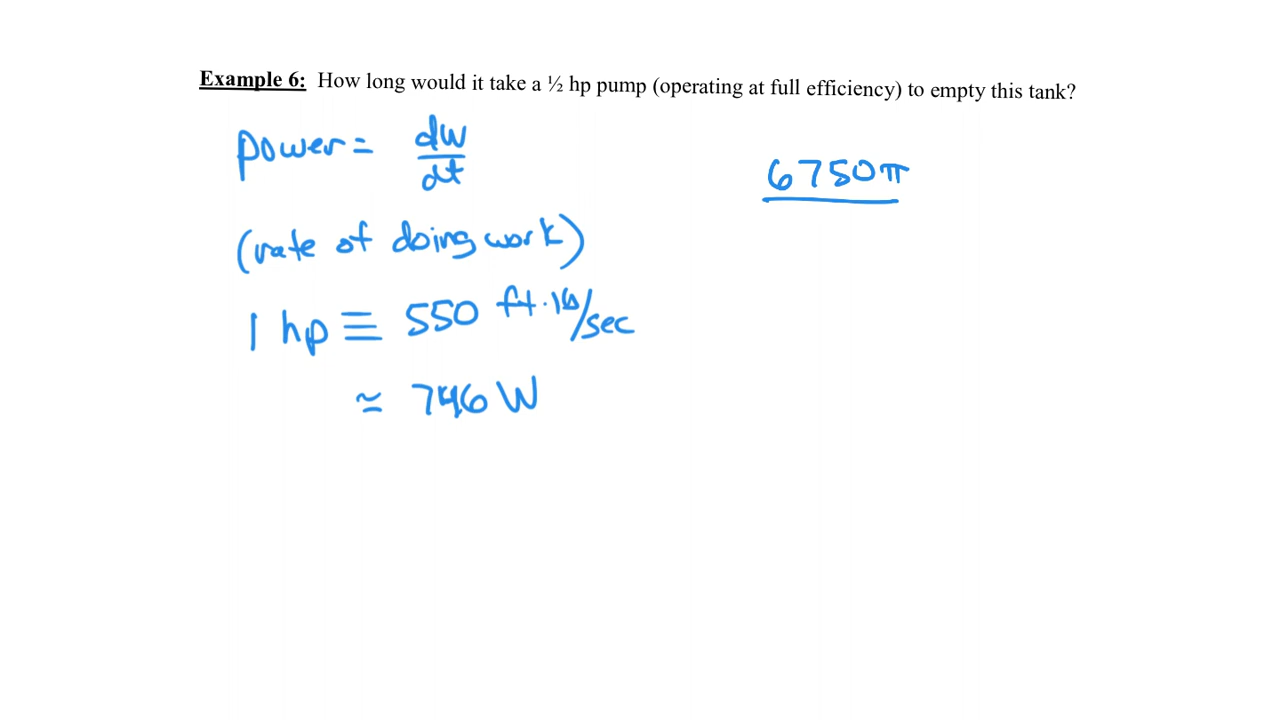 Example 6: How long would it take a ½ hp pump (operating at full efficiency) to empty this tank?
power = dw/dt
6750π
(rate of doing work)
1 hp ≡ 550 ft·lb/sec
≃ 746 W